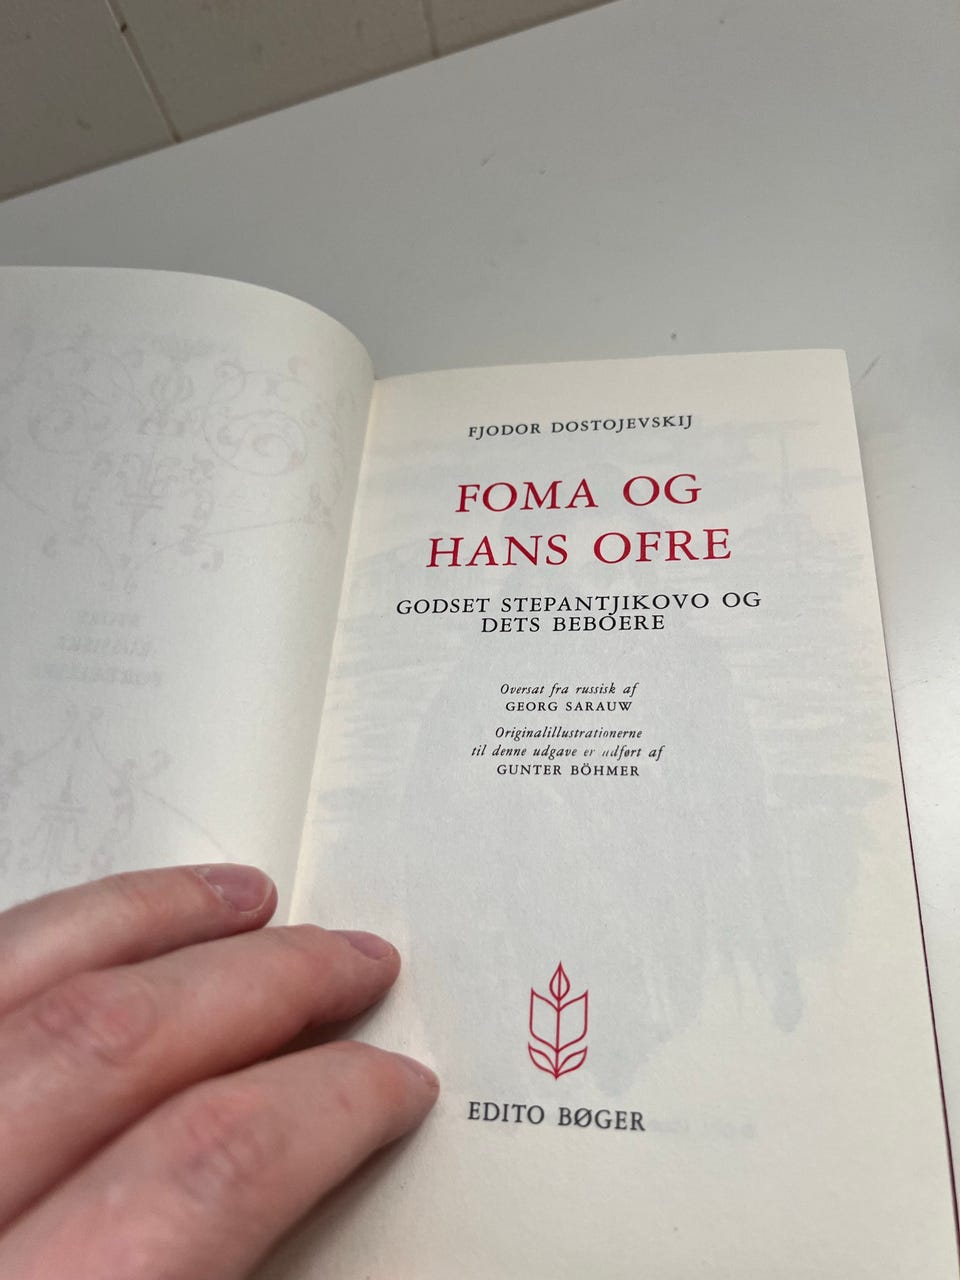 FJODOR DOSTOJEVSKIJ
FOMA OG
HANS OFRE
GODSET STEPANTJIKOVO OG
DETS BEBOERE
Oversat fra russisk af
GEORG SARAUW
Originalillustrationerne
til denne udgave er udført af
GUNTER BÖHMER
EDITO BØGER